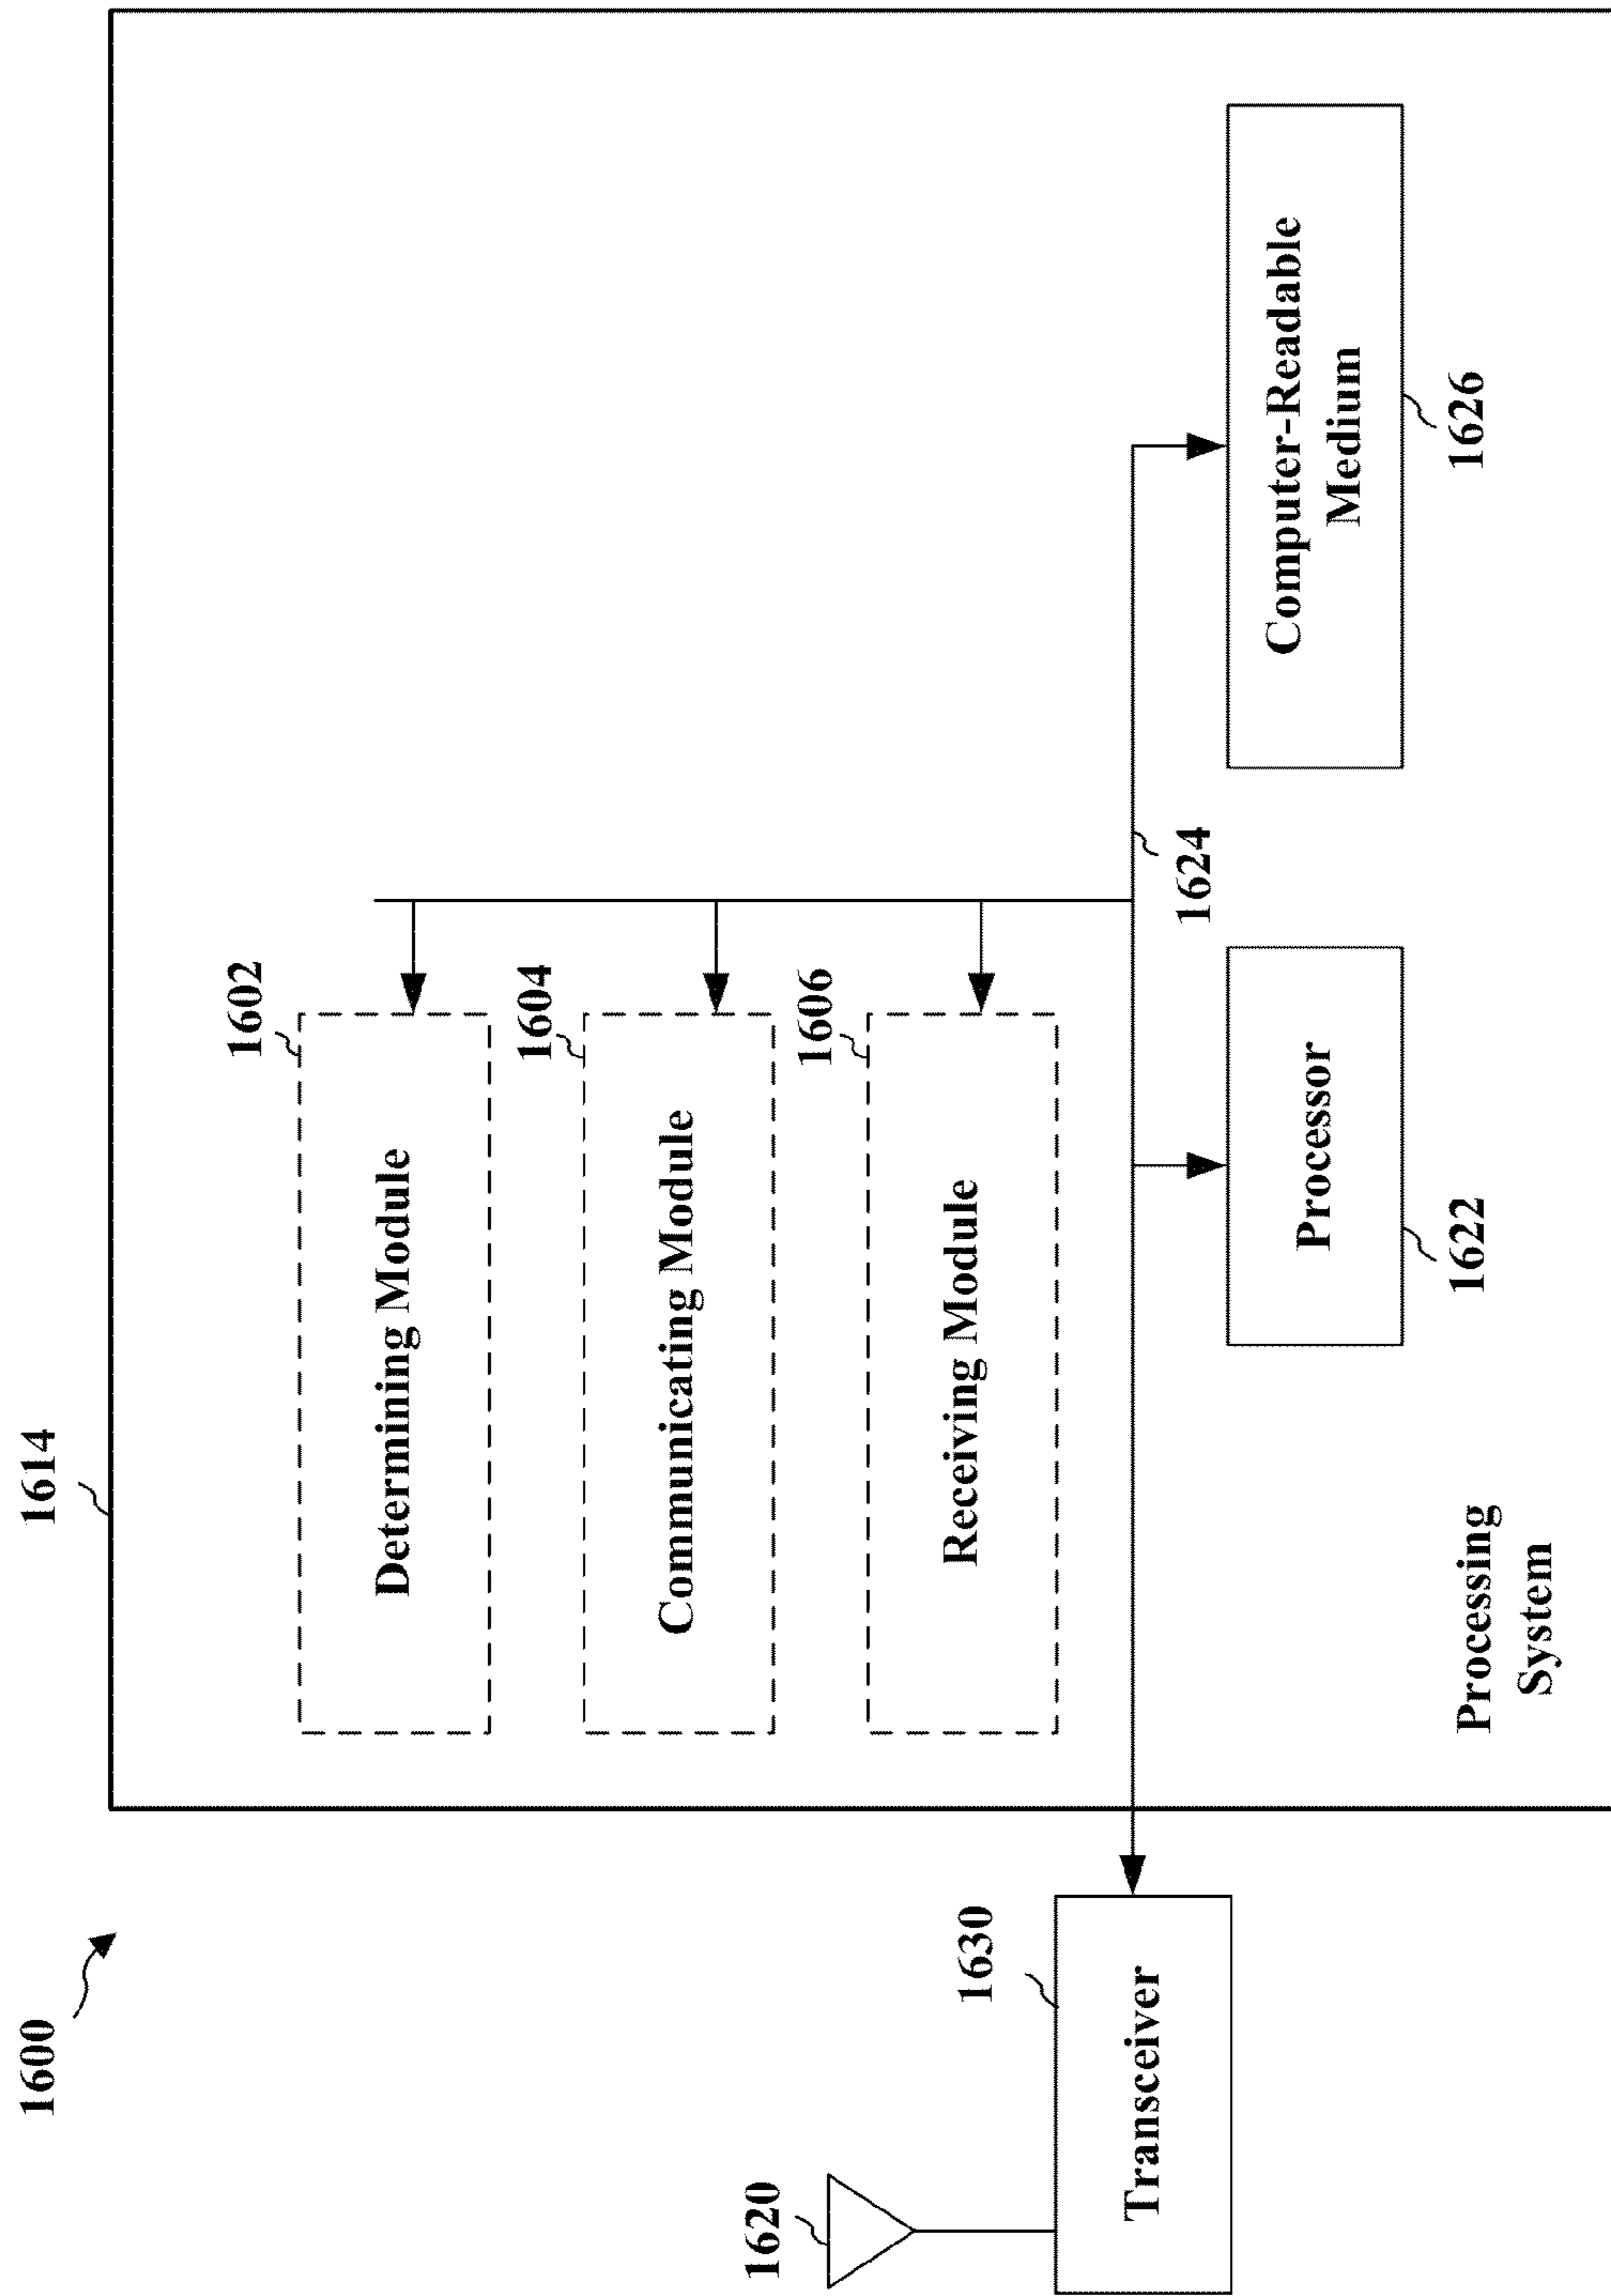 1600
1614
1602
Determining Module
1604
Communicating Module
1606
Receiving Module
1620
1630
Transceiver
1624
Processor
1622
Computer-Readable
Medium
1626
Processing
System